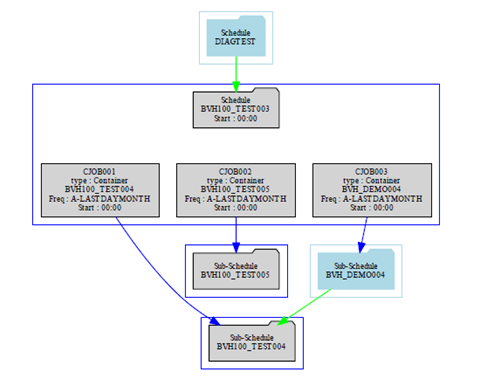 Schedule
DIAGTEST
Schedule
BVH100_TEST003
Start : 00:00
CJOB001
type : Container
BVH100_TEST004
Freq : A-LASTDAYMONTH
Start : 00:00
CJOB002
type : Container
BVH100_TEST005
Freq : A-LASTDAYMONTH
Start : 00:00
CJOB003
type : Container
BVH_DEMO004
Freq : A-LASTDAYMONTH
Start : 00:00
Sub-Schedule
BVH100_TEST005
Sub-Schedule
BVH_DEMO004
Sub-Schedule
BVH100_TEST004